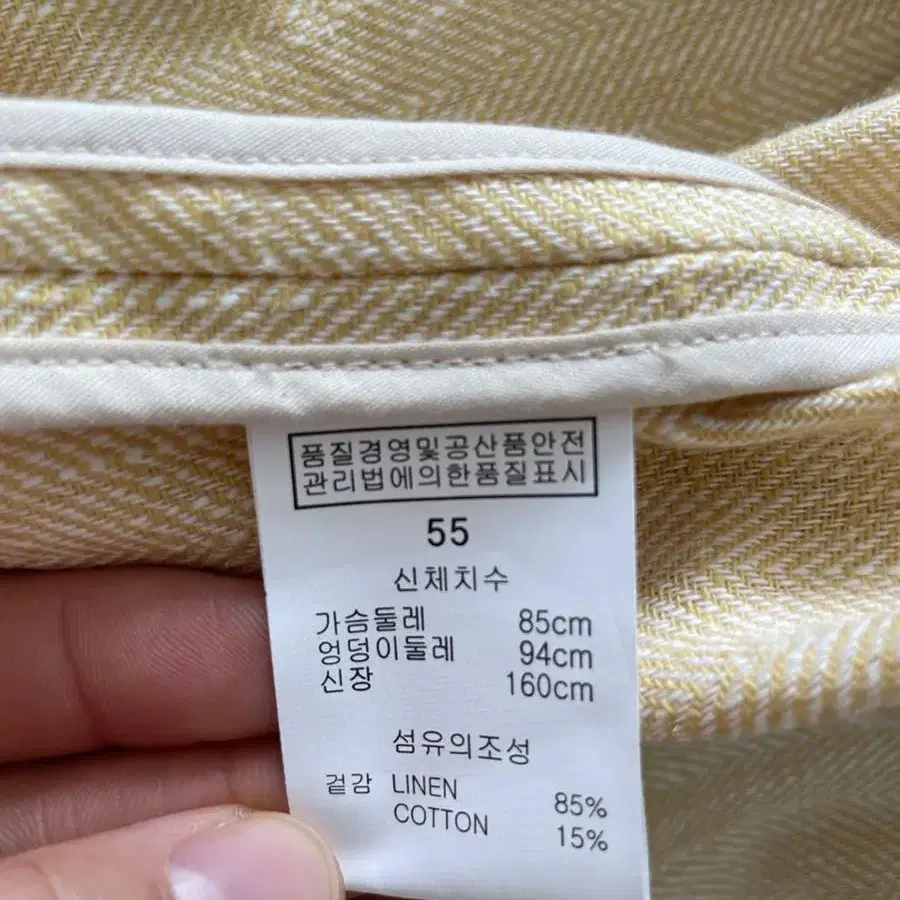 품질경영및공산품안전
관리법에의한품질표시
55
신체치수
가슴둘레 85cm
엉덩이둘레 94cm
신장 160cm
섬유의조성
겉감 LINEN 85%
COTTON 15%